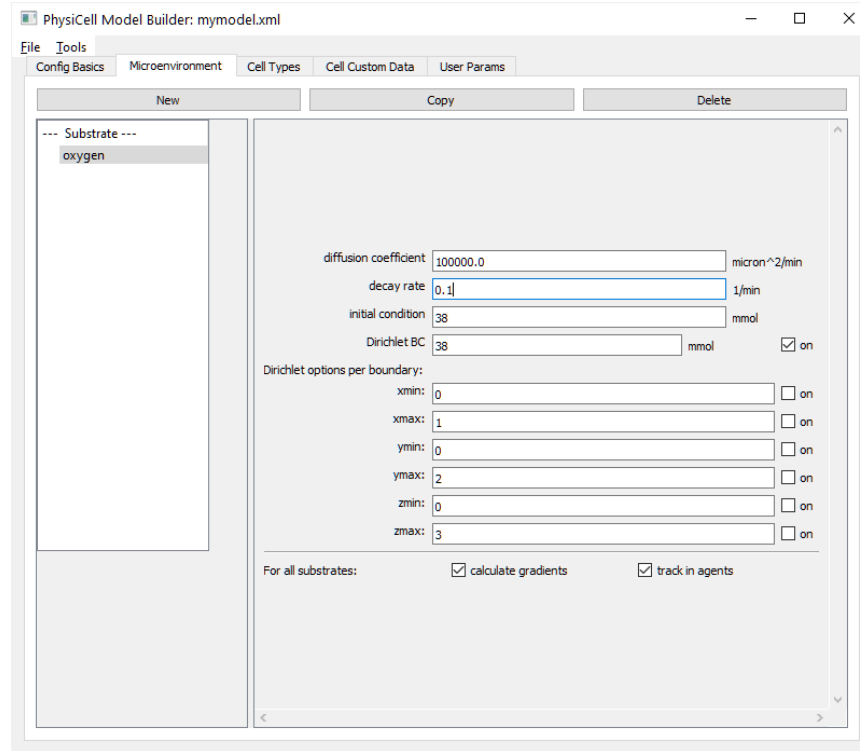 PhysiCell Model Builder: mymodel.xml
File Tools
Config Basics Microenvironment Cell Types Cell Custom Data User Params
New Copy Delete
--- Substrate ---
oxygen
diffusion coefficient 100000.0 micron^2/min
decay rate 0.1 1/min
initial condition 38 mmol
Dirichlet BC 38 mmol on
Dirichlet options per boundary:
xmin: 0 on
xmax: 1 on
ymin: 0 on
ymax: 2 on
zmin: 0 on
zmax: 3 on
For all substrates: calculate gradients track in agents